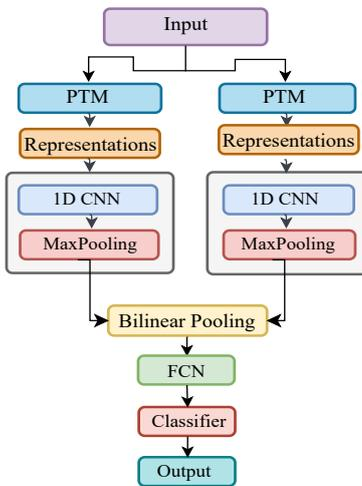 Input
PTM
PTM
Representations
Representations
1D CNN
1D CNN
MaxPooling
MaxPooling
Bilinear Pooling
FCN
Classifier
Output